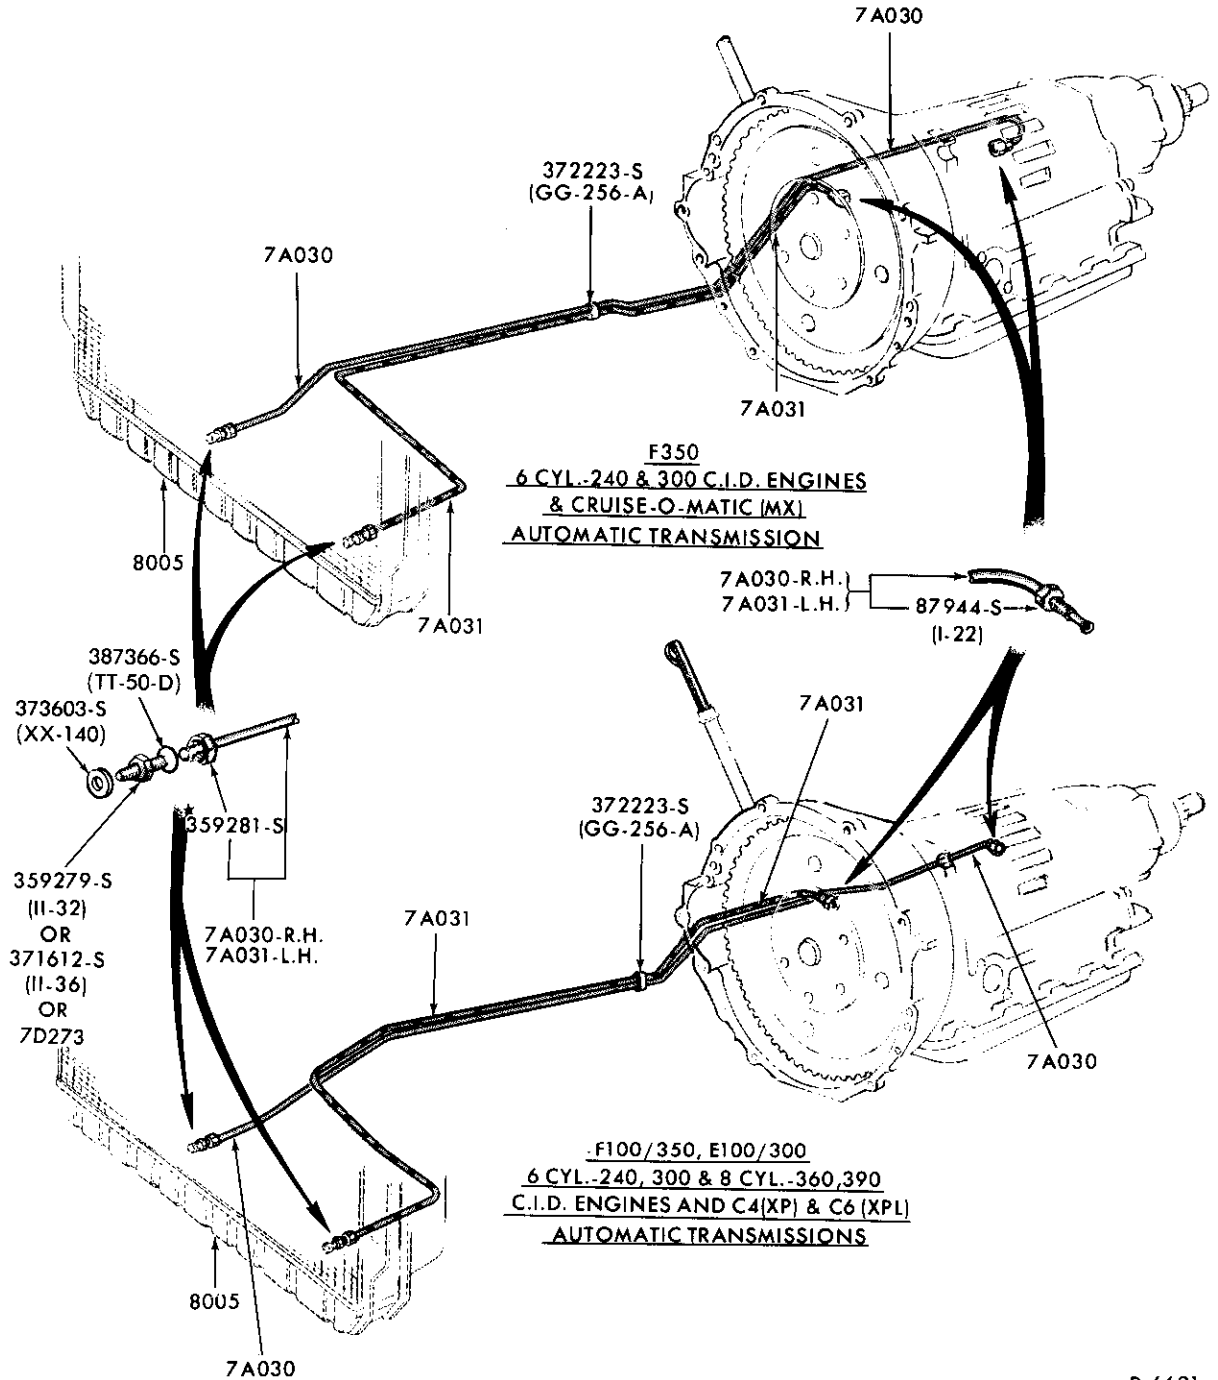 7A030
372223-S
(GG-256-A)
7A030
7A031
F350
6 CYL.-240 & 300 C.I.D. ENGINES
& CRUISE-O-MATIC (MX)
AUTOMATIC TRANSMISSION
8005
7A031
7A030-R.H.
7A031-L.H.
87944-S
(I-22)
387366-S
(TT-50-D)
373603-S
(XX-140)
7A031
★
359281-S
372223-S
(GG-256-A)
359279-S
(II-32)
OR
371612-S
(II-36)
OR
7D273
7A030-R.H.
7A031-L.H.
7A031
7A030
F100/350, E100/300
6 CYL.-240, 300 & 8 CYL.-360,390
C.I.D. ENGINES AND C4(XP) & C6 (XPL)
AUTOMATIC TRANSMISSIONS
8005
7A030